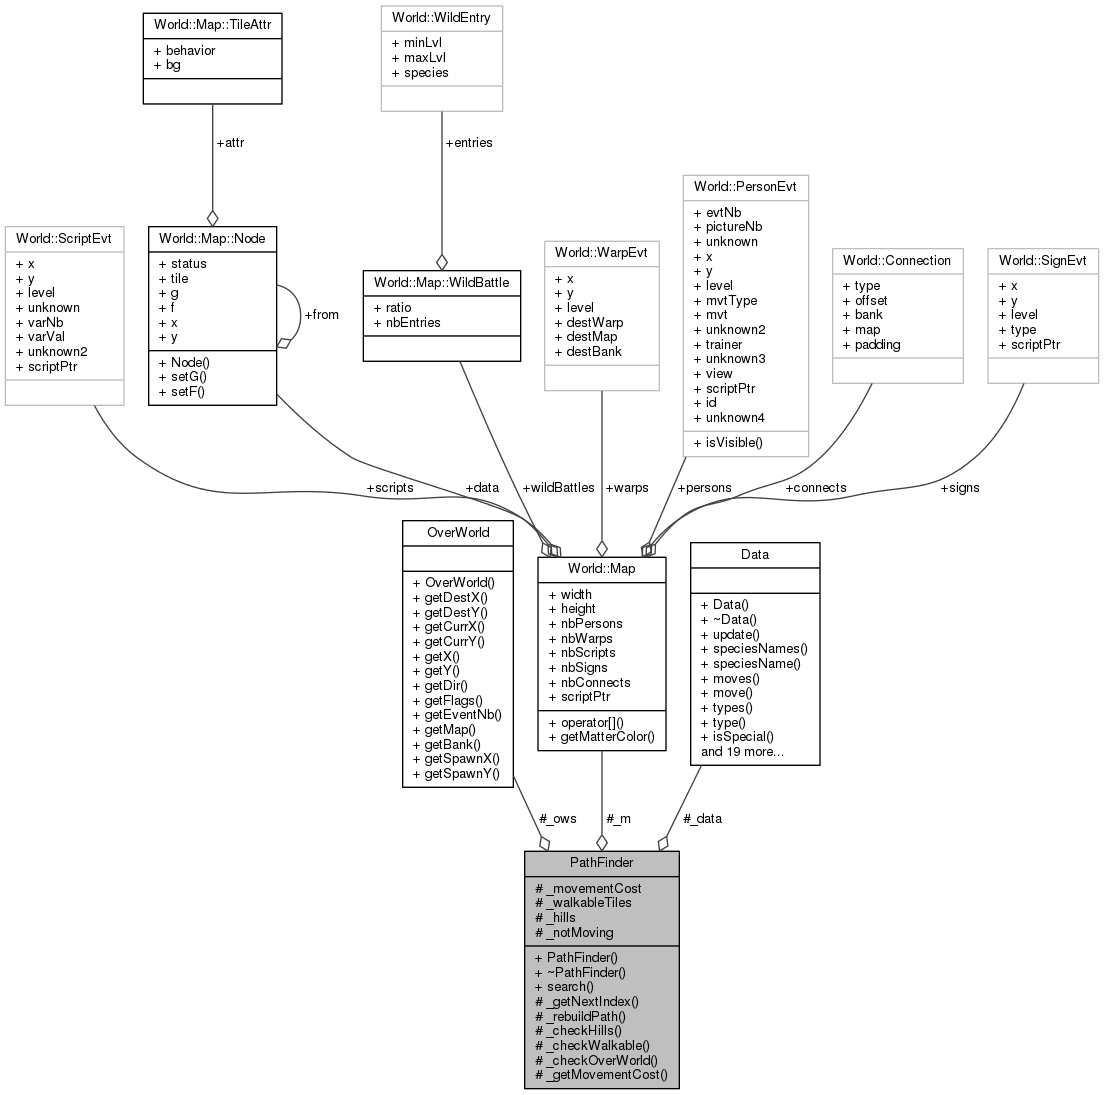 World::Map::TileAttr
+ behavior
+ bg
World::WildEntry
+ minLvl
+ maxLvl
+ species
+attr
+entries
World::ScriptEvt
+ x
+ y
+ level
+ unknown
+ varNb
+ varVal
+ unknown2
+ scriptPtr
World::Map::Node
+ status
+ tile
+ g
+ f
+ x
+ y
+ Node()
+ setG()
+ setF()
+from
World::Map::WildBattle
+ ratio
+ nbEntries
World::WarpEvt
+ x
+ y
+ level
+ destWarp
+ destMap
+ destBank
World::PersonEvt
+ evtNb
+ pictureNb
+ unknown
+ x
+ y
+ level
+ mvtType
+ mvt
+ unknown2
+ trainer
+ unknown3
+ view
+ scriptPtr
+ id
+ unknown4
+ isVisible()
World::Connection
+ type
+ offset
+ bank
+ map
+ padding
World::SignEvt
+ x
+ y
+ level
+ type
+ scriptPtr
+scripts
+data
+wildBattles
+warps
+persons
+connects
+signs
OverWorld
+ OverWorld()
+ getDestX()
+ getDestY()
+ getCurrX()
+ getCurrY()
+ getX()
+ getY()
+ getDir()
+ getFlags()
+ getEventNb()
+ getMap()
+ getBank()
+ getSpawnX()
+ getSpawnY()
World::Map
+ width
+ height
+ nbPersons
+ nbWarps
+ nbScripts
+ nbSigns
+ nbConnects
+ scriptPtr
+ operator[]()
+ getMatterColor()
Data
+ Data()
+ ~Data()
+ update()
+ speciesNames()
+ speciesName()
+ moves()
+ move()
+ types()
+ type()
+ isSpecial()
and 19 more...
#_ows
#_m
#_data
PathFinder
# _movementCost
# _walkableTiles
# _hills
# _notMoving
+ PathFinder()
+ ~PathFinder()
+ search()
# _getNextIndex()
# _rebuildPath()
# _checkHills()
# _checkWalkable()
# _checkOverWorld()
# _getMovementCost()